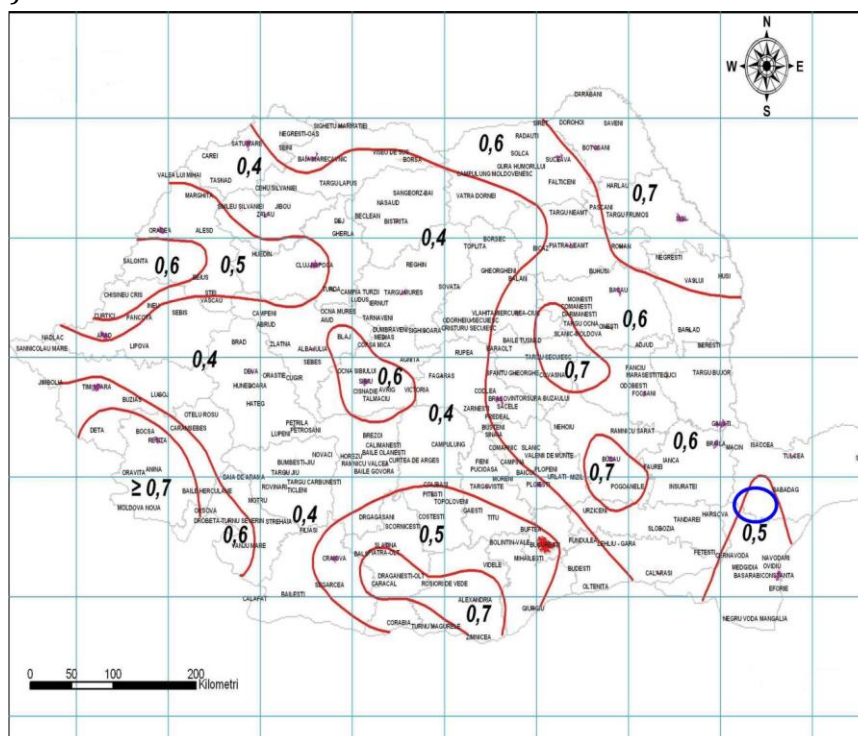 N
W E
S
DARABANI
SIRET DOROHOI SAVENI
SIGHETU MARMATIEI
NEGRESTI-OAS
0,6
RADAUTI
BOTOSANI
SATU MARE
SEINI
SOLCA
SUCEAVA
CAREI
0,4
VISEU DE SUS
BORSA
GURA HUMORULUI
CAMPULUNG MOLDOVENESC
HARLAU
0,7
VALEA LUI MIHAI
TASNAD
TARGU LAPUS
FALTICENI
MARGHITA
CEHU SILVANIEI
SANGEORZ-BAI
VATRA DORNEI
PASCANI
SIMLEU SILVANIEI
JIBOU
NASAUD
TARGU NEAMT
TARGU FRUMOS
ZALAU
DEJ
BECLEAN
BISTRITA
ORADEA
ALESD
GHERLA
0,4
BORSEC
TOPLITA
BICAZ
PIATRA-NEAMT
ROMAN
SALONTA
0,6
0,5
HUEDIN
CLUJ-NAPOCA
REGHIN
GHEORGHENI
NEGRESTI
BALAN
BUHUSI
VASLUI
HUSI
BEIUS
STEI
VASCAU
TURDA
CAMPIA TURZII
LUDUS
TARGU MURES
SOVATA
BACAU
CHISINEU CRIS
INEU
IERNUT
MOINESTI
COMANESTI
DARMANESTI
CURTICI
PANCOTA
SEBIS
CAMPENI
OCNA MURES
AIUD
TARNAVENI
TARGU OCNA
ONESTI
0,6
NADLAC
ARAD
ABRUD
SIGHISOARA
CRISTURU SECUIESC
SLANIC-MOLDOVA
BARLAD
SANNICOLAU MARE
LIPOVA
BRAD
ZLATNA
BLAJ
BAILE TUSNAD
ADJUD
BERESTI
0,4
RUPEA
BARAOLT
TARGU SECUIESC
0,7
DEVA
ORASTIE
SEBES
OCNA SIBIULUI
SIBIU
0,6
AGNITA
FAGARAS
COVASNA
TARGU BUJOR
JIMBOLIA
CUGIR
CISNADIE
AVRIG
VICTORIA
ODOBESTI
TIMISOARA
HUNEDOARA
TALMACIU
CODLEA
FOCSANI
BUZIAS
LUGOJ
HATEG
0,4
ZARNESTI
SACELE
OTELU ROSU
PREDEAL
GALATI
DETA
BOCSA
CARANSEBES
PETRILA
PETROSANI
BREZOI
BUSTENI
SINAIA
NEHOIU
RAMNICU SARAT
0,6
BRAILA
MACIN
ISACCEA
RESITA
LUPENI
CALIMANESTI
CAMPULUNG
COMARNIC
SLANIC
TULCEA
ORAVITA
ANINA
NOVACI
HOREZU
BAILE OLANESTI
CURTEA DE ARGES
VALENII DE MUNTE
BUZAU
IANCA
BUMBESTI-JIU
RAMNICU VALCEA
FIENI
CAMPINA
PLOPENI
0,7
FAUREI
≥ 0,7
TARGU JIU
BAILE GOVORA
PUCIOASA
URLATI
MIZIL
POGOANELE
BABADAG
MOLDOVA NOUA
BAILE HERCULANE
ROVINARI
TARGU CARBUNESTI
TICLENI
MORENI
TARGOVISTE
PLOIESTI
INSURATEI
ORSOVA
MOTRU
PITESTI
TOPOLOVENI
HARSOVA
DROBETA-TURNU SEVERIN
STREHAIA
0,4
FILIASI
DRAGASANI
COSTESTI
GAESTI
TITU
URZICENI
TANDAREI
0,5
0,6
VANJU MARE
SCORNICESTI
0,5
BUFTEA
SLOBOZIA
SLATINA
BOLINTIN-VALE
FUNDULEA
LEHLIU - GARA
FETESTI
CERNAVODA
NAVODARI
CRAIOVA
BALS
PIATRA-OLT
MIHAILESTI
MEDGIDIA
OVIDIU
SEGARCEA
DRAGANESTI-OLT
VIDELE
BUDESTI
CALARASI
BASARABI
CONSTANTA
CARACAL
ROSIORI DE VEDE
OLTENITA
EFORIE
CALAFAT
BAILESTI
ALEXANDRIA
0,7
GIURGIU
CORABIA
TURNU MAGURELE
NEGRU VODA
MANGALIA
ZIMNICEA
0 50 100 200
Kilometri